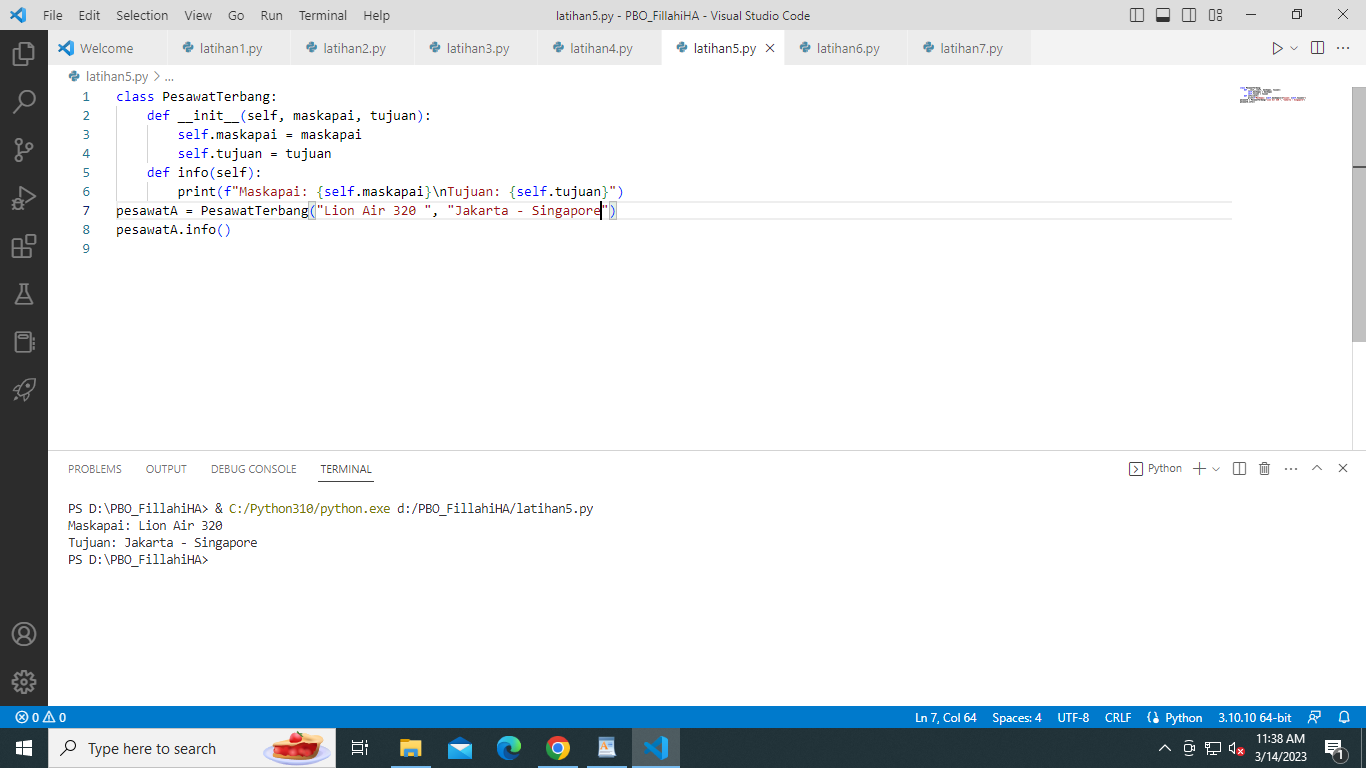 File Edit Selection View Go Run Terminal Help latihan5.py - PBO_FillahiHA - Visual Studio Code
Welcome latihan1.py latihan2.py latihan3.py latihan4.py latihan5.py latihan6.py latihan7.py
latihan5.py > ...
1 class PesawatTerbang:
2 def __init__(self, maskapai, tujuan):
3 self.maskapai = maskapai
4 self.tujuan = tujuan
5 def info(self):
6 print(f"Maskapai: {self.maskapai}\nTujuan: {self.tujuan}")
7 pesawatA = PesawatTerbang("Lion Air 320 ", "Jakarta - Singapore")
8 pesawatA.info()
9
PROBLEMS OUTPUT DEBUG CONSOLE TERMINAL Python
PS D:\PBO_FillahiHA> & C:/Python310/python.exe d:/PBO_FillahiHA/latihan5.py
Maskapai: Lion Air 320
Tujuan: Jakarta - Singapore
PS D:\PBO_FillahiHA>
0 0 Ln 7, Col 64 Spaces: 4 UTF-8 CRLF Python 3.10.10 64-bit
Type here to search
11:38 AM
3/14/2023
1